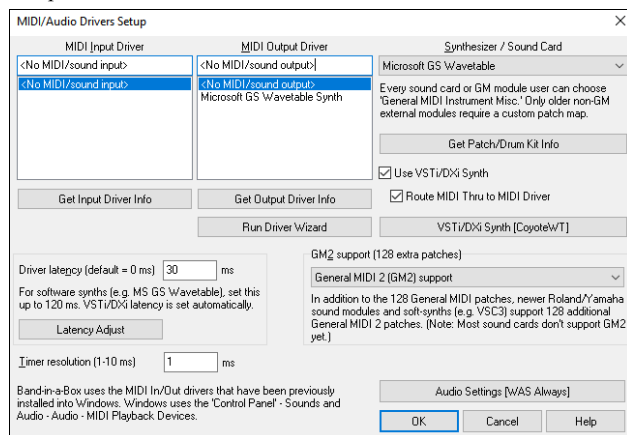 MIDI/Audio Drivers Setup
MIDI Input Driver
MIDI Output Driver
Synthesizer / Sound Card
<No MIDI/sound input>
<No MIDI/sound output>
Microsoft GS Wavetable
<No MIDI/sound input>
<No MIDI/sound output>
Microsoft GS Wavetable Synth
Every sound card or GM module user can choose
'General MIDI Instrument Misc.' Only older non-GM
external modules require a custom patch map.
Get Patch/Drum Kit Info
Use VSTi/DXi Synth
Get Input Driver Info
Get Output Driver Info
Route MIDI Thru to MIDI Driver
Run Driver Wizard
VSTi/DXi Synth [CoyoteWT]
GM2 support (128 extra patches)
Driver latency (default = 0 ms) 30 ms
General MIDI 2 (GM2) support
For software synths (e.g. MS GS Wavetable), set this
up to 120 ms. VSTi/DXi latency is set automatically.
In addition to the 128 General MIDI patches, newer Roland/Yamaha
sound modules and soft-synths (e.g. VSC3) support 128 additional
General MIDI 2 patches. (Note: Most sound cards don't support GM2
yet.)
Latency Adjust
Timer resolution (1-10 ms) 1 ms
Band-in-a-Box uses the MIDI In/Out drivers that have been previously
installed into Windows. Windows uses the 'Control Panel' - Sounds and
Audio - Audio - MIDI Playback Devices.
Audio Settings [WAS Always]
OK
Cancel
Help